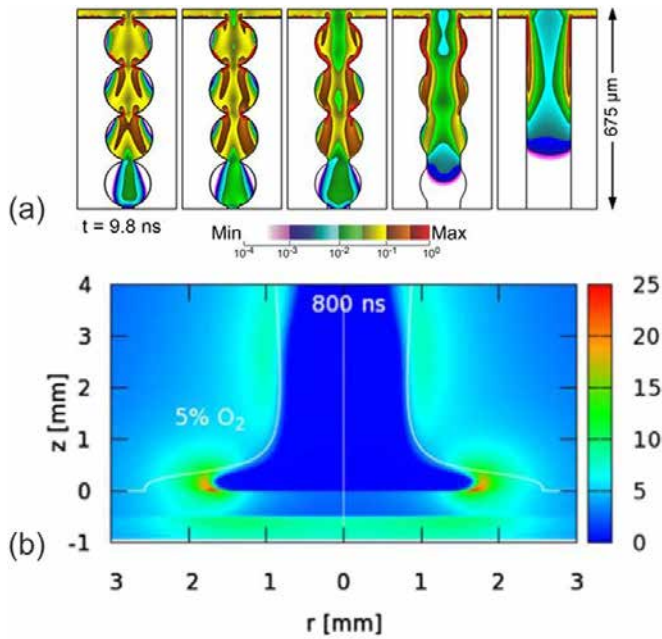 675 µm
(a)
t = 9.8 ns
Min
Max
10⁻⁴ 10⁻³ 10⁻² 10⁻¹ 10⁰
4
800 ns
25
3
20
z [mm]
2
5% O₂
15
1
10
0
5
(b)
-1
0
3 2 1 0 1 2 3
r [mm]